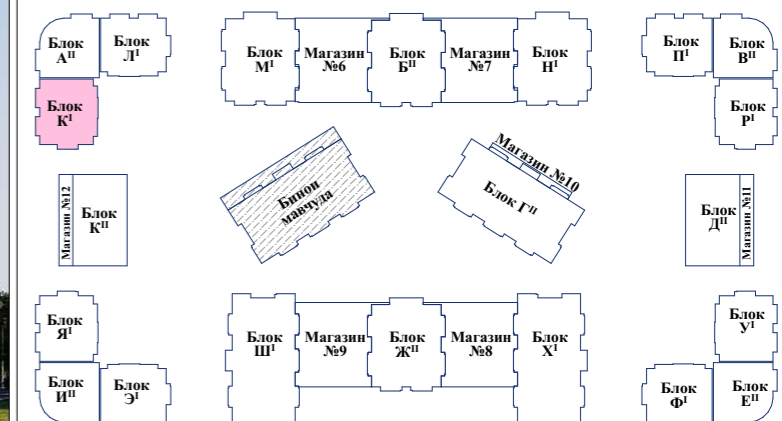 Блок
Аᴵᴵ
Блок
Лᴵ
Блок
Мᴵ
Магазин
№6
Блок
Бᴵᴵ
Магазин
№7
Блок
Нᴵ
Блок
Пᴵ
Блок
Вᴵᴵ
Блок
Кᴵ
Блок
Рᴵ
Бинои
мавҷуда
Магазин №10
Блок Гᴵᴵ
Магазин №12
Блок
Кᴵᴵ
Блок
Дᴵᴵ
Магазин №11
Блок
Яᴵ
Блок
Шᴵ
Магазин
№9
Блок
Жᴵᴵ
Магазин
№8
Блок
Хᴵ
Блок
Уᴵ
Блок
Иᴵᴵ
Блок
Эᴵ
Блок
Фᴵ
Блок
Еᴵᴵ